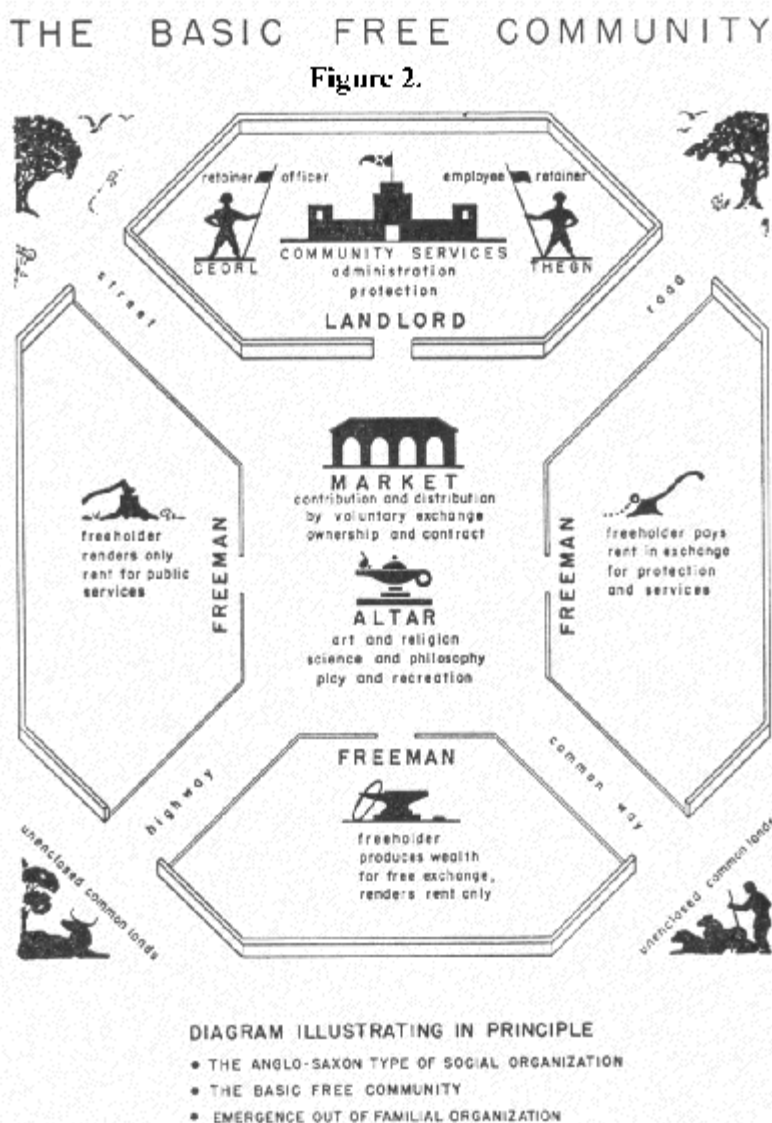 THE BASIC FREE COMMUNITY
Figure 2.
retainer officer
employee retainer
CEORL
COMMUNITY SERVICES
THEGN
administration
protection
LANDLORD
street
road
MARKET
contribution and distribution
by voluntary exchange
ownership and contract
freeholder
renders only
rent for public
services
FREEMAN
FREEMAN
freeholder pays
rent in exchange
for protection
and services
ALTAR
art and religion
science and philosophy
play and recreation
highway
common way
FREEMAN
freeholder
produces wealth
for free exchange,
renders rent only
unenclosed common lands
unenclosed common lands
DIAGRAM ILLUSTRATING IN PRINCIPLE
• THE ANGLO-SAXON TYPE OF SOCIAL ORGANIZATION
• THE BASIC FREE COMMUNITY
• EMERGENCE OUT OF FAMILIAL ORGANIZATION